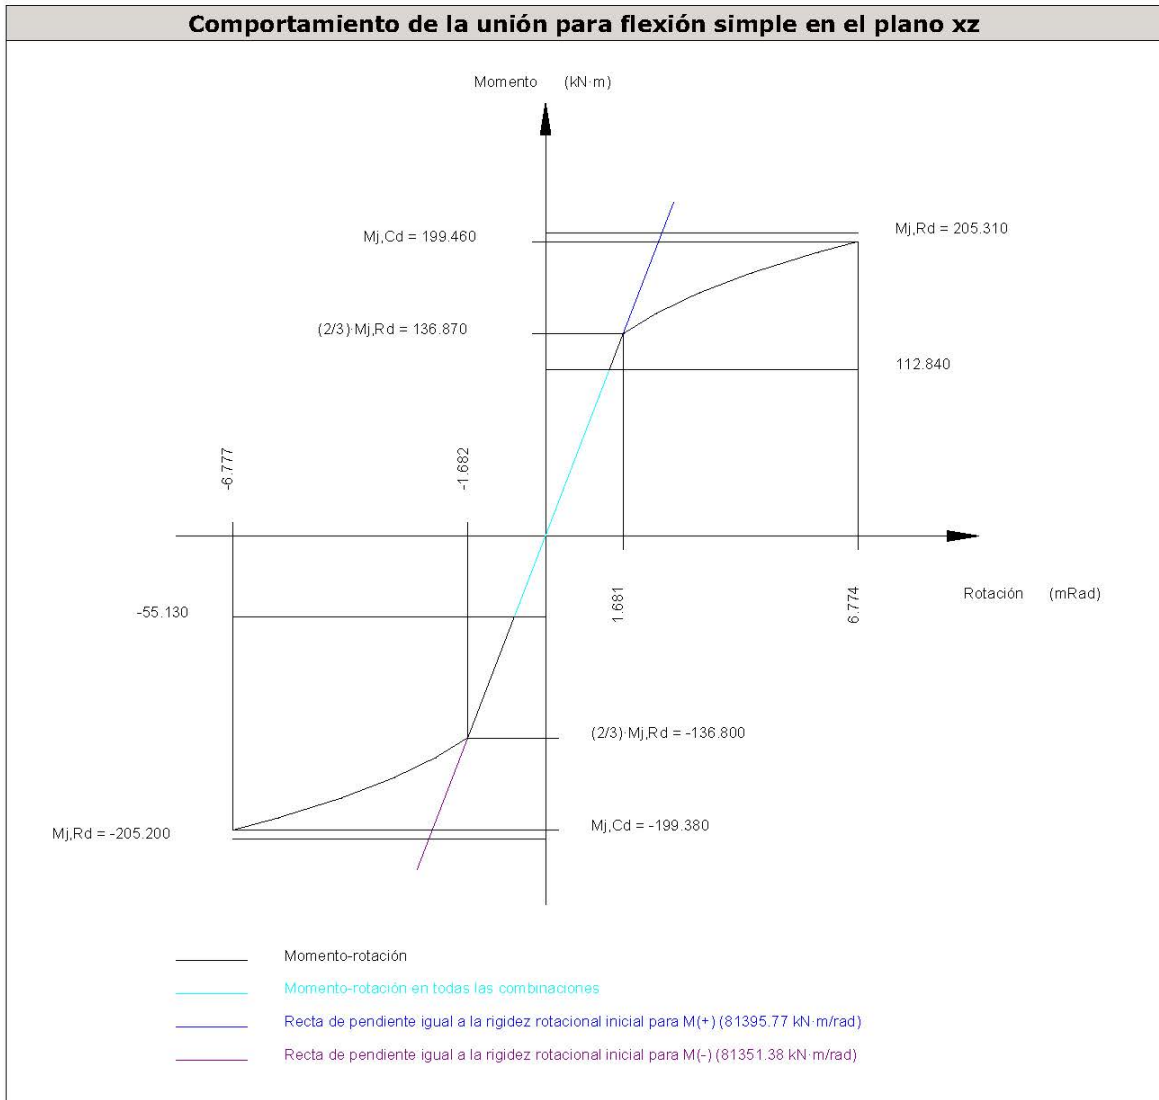 Comportamiento de la unión para flexión simple en el plano xz
Momento (kN·m)
Mj,Rd = 205.310
Mj,Cd = 199.460
(2/3)·Mj,Rd = 136.870
112.840
-6.777
-1.682
1.681
6.774
Rotación (mRad)
-55.130
(2/3)·Mj,Rd = -136.800
Mj,Cd = -199.380
Mj,Rd = -205.200
Momento-rotación
Momento-rotación en todas las combinaciones
Recta de pendiente igual a la rigidez rotacional inicial para M(+) (81395.77 kN·m/rad)
Recta de pendiente igual a la rigidez rotacional inicial para M(-) (81351.38 kN·m/rad)